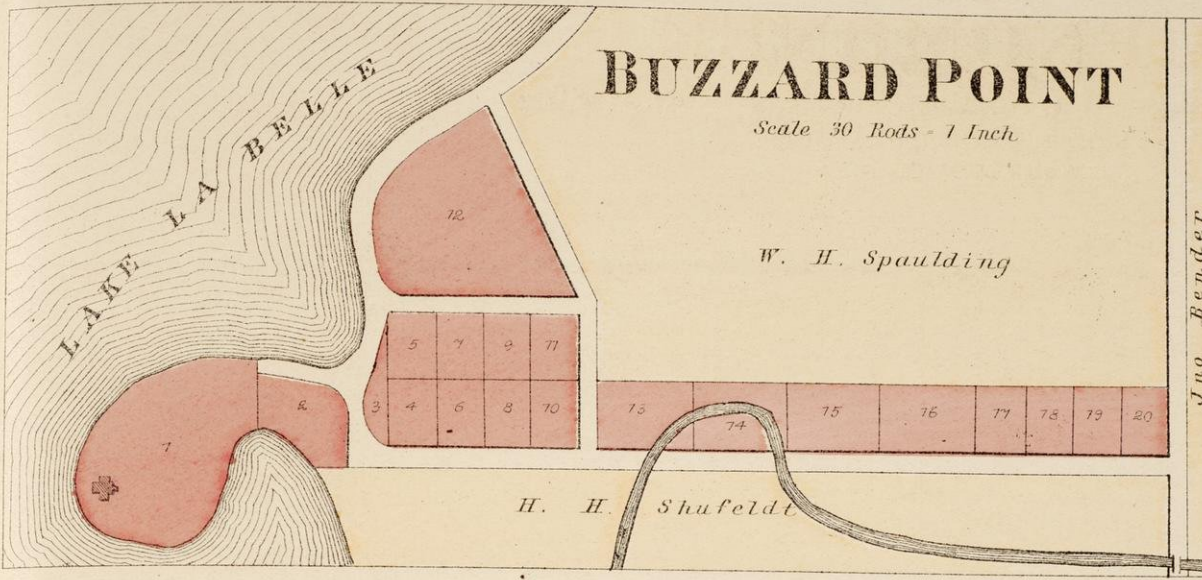 BUZZARD POINT
Scale 30 Rods = 1 Inch
LAKE LA BELLE
12
W. H. Spaulding
Jno Bender
5 7 9 11
1 2 3 4 6 8 10 13 14 15 16 17 18 19 20
H. H. Shufeldt